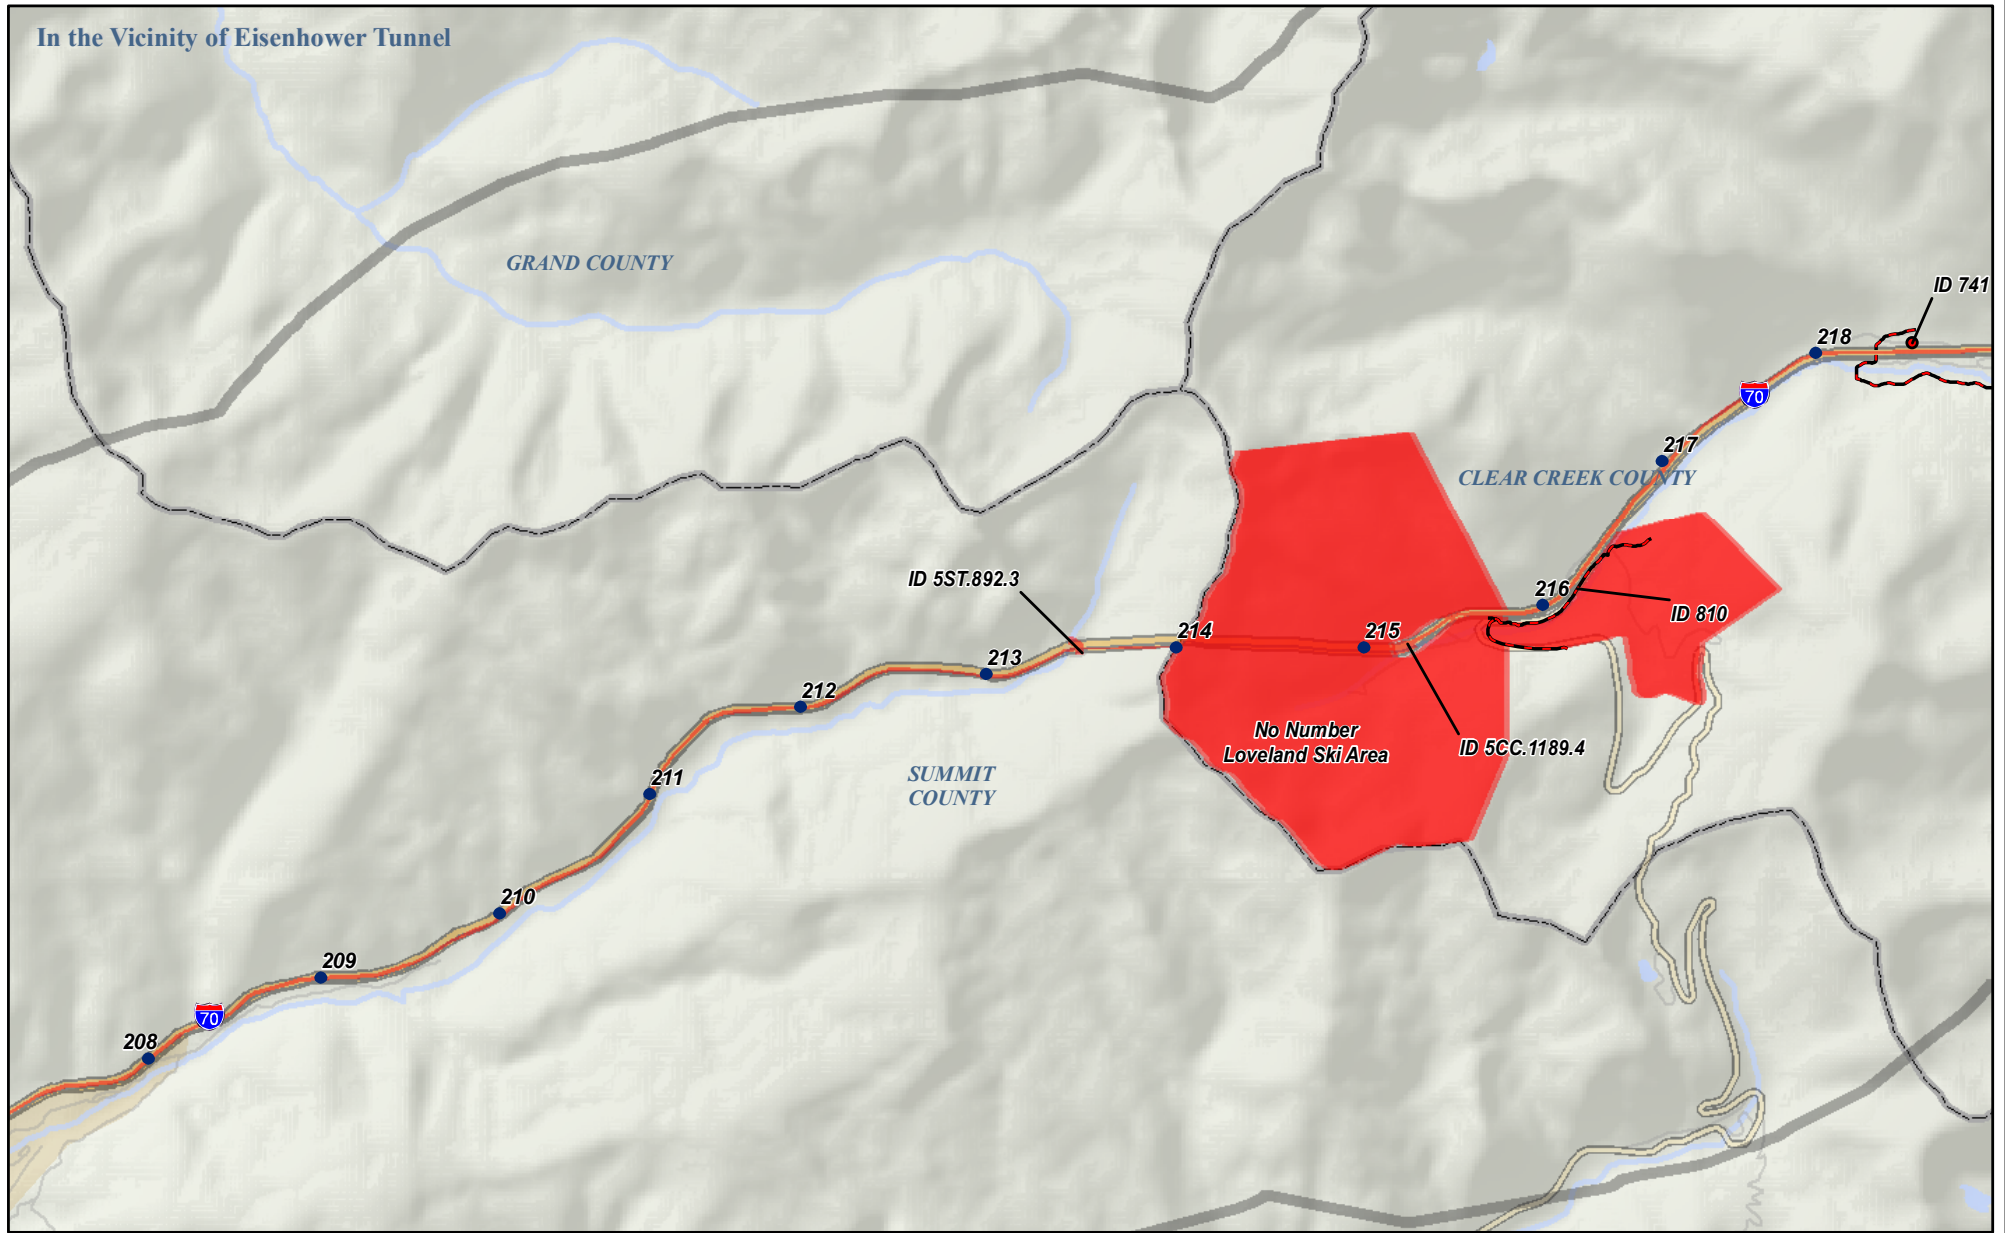 In the Vicinity of Eisenhower Tunnel
GRAND COUNTY
ID 741
218
70
217
CLEAR CREEK COUNTY
ID 5ST.892.3
216
ID 810
214
215
213
212
No Number
Loveland Ski Area
ID 5CC.1189.4
211
SUMMIT
COUNTY
210
209
70
208